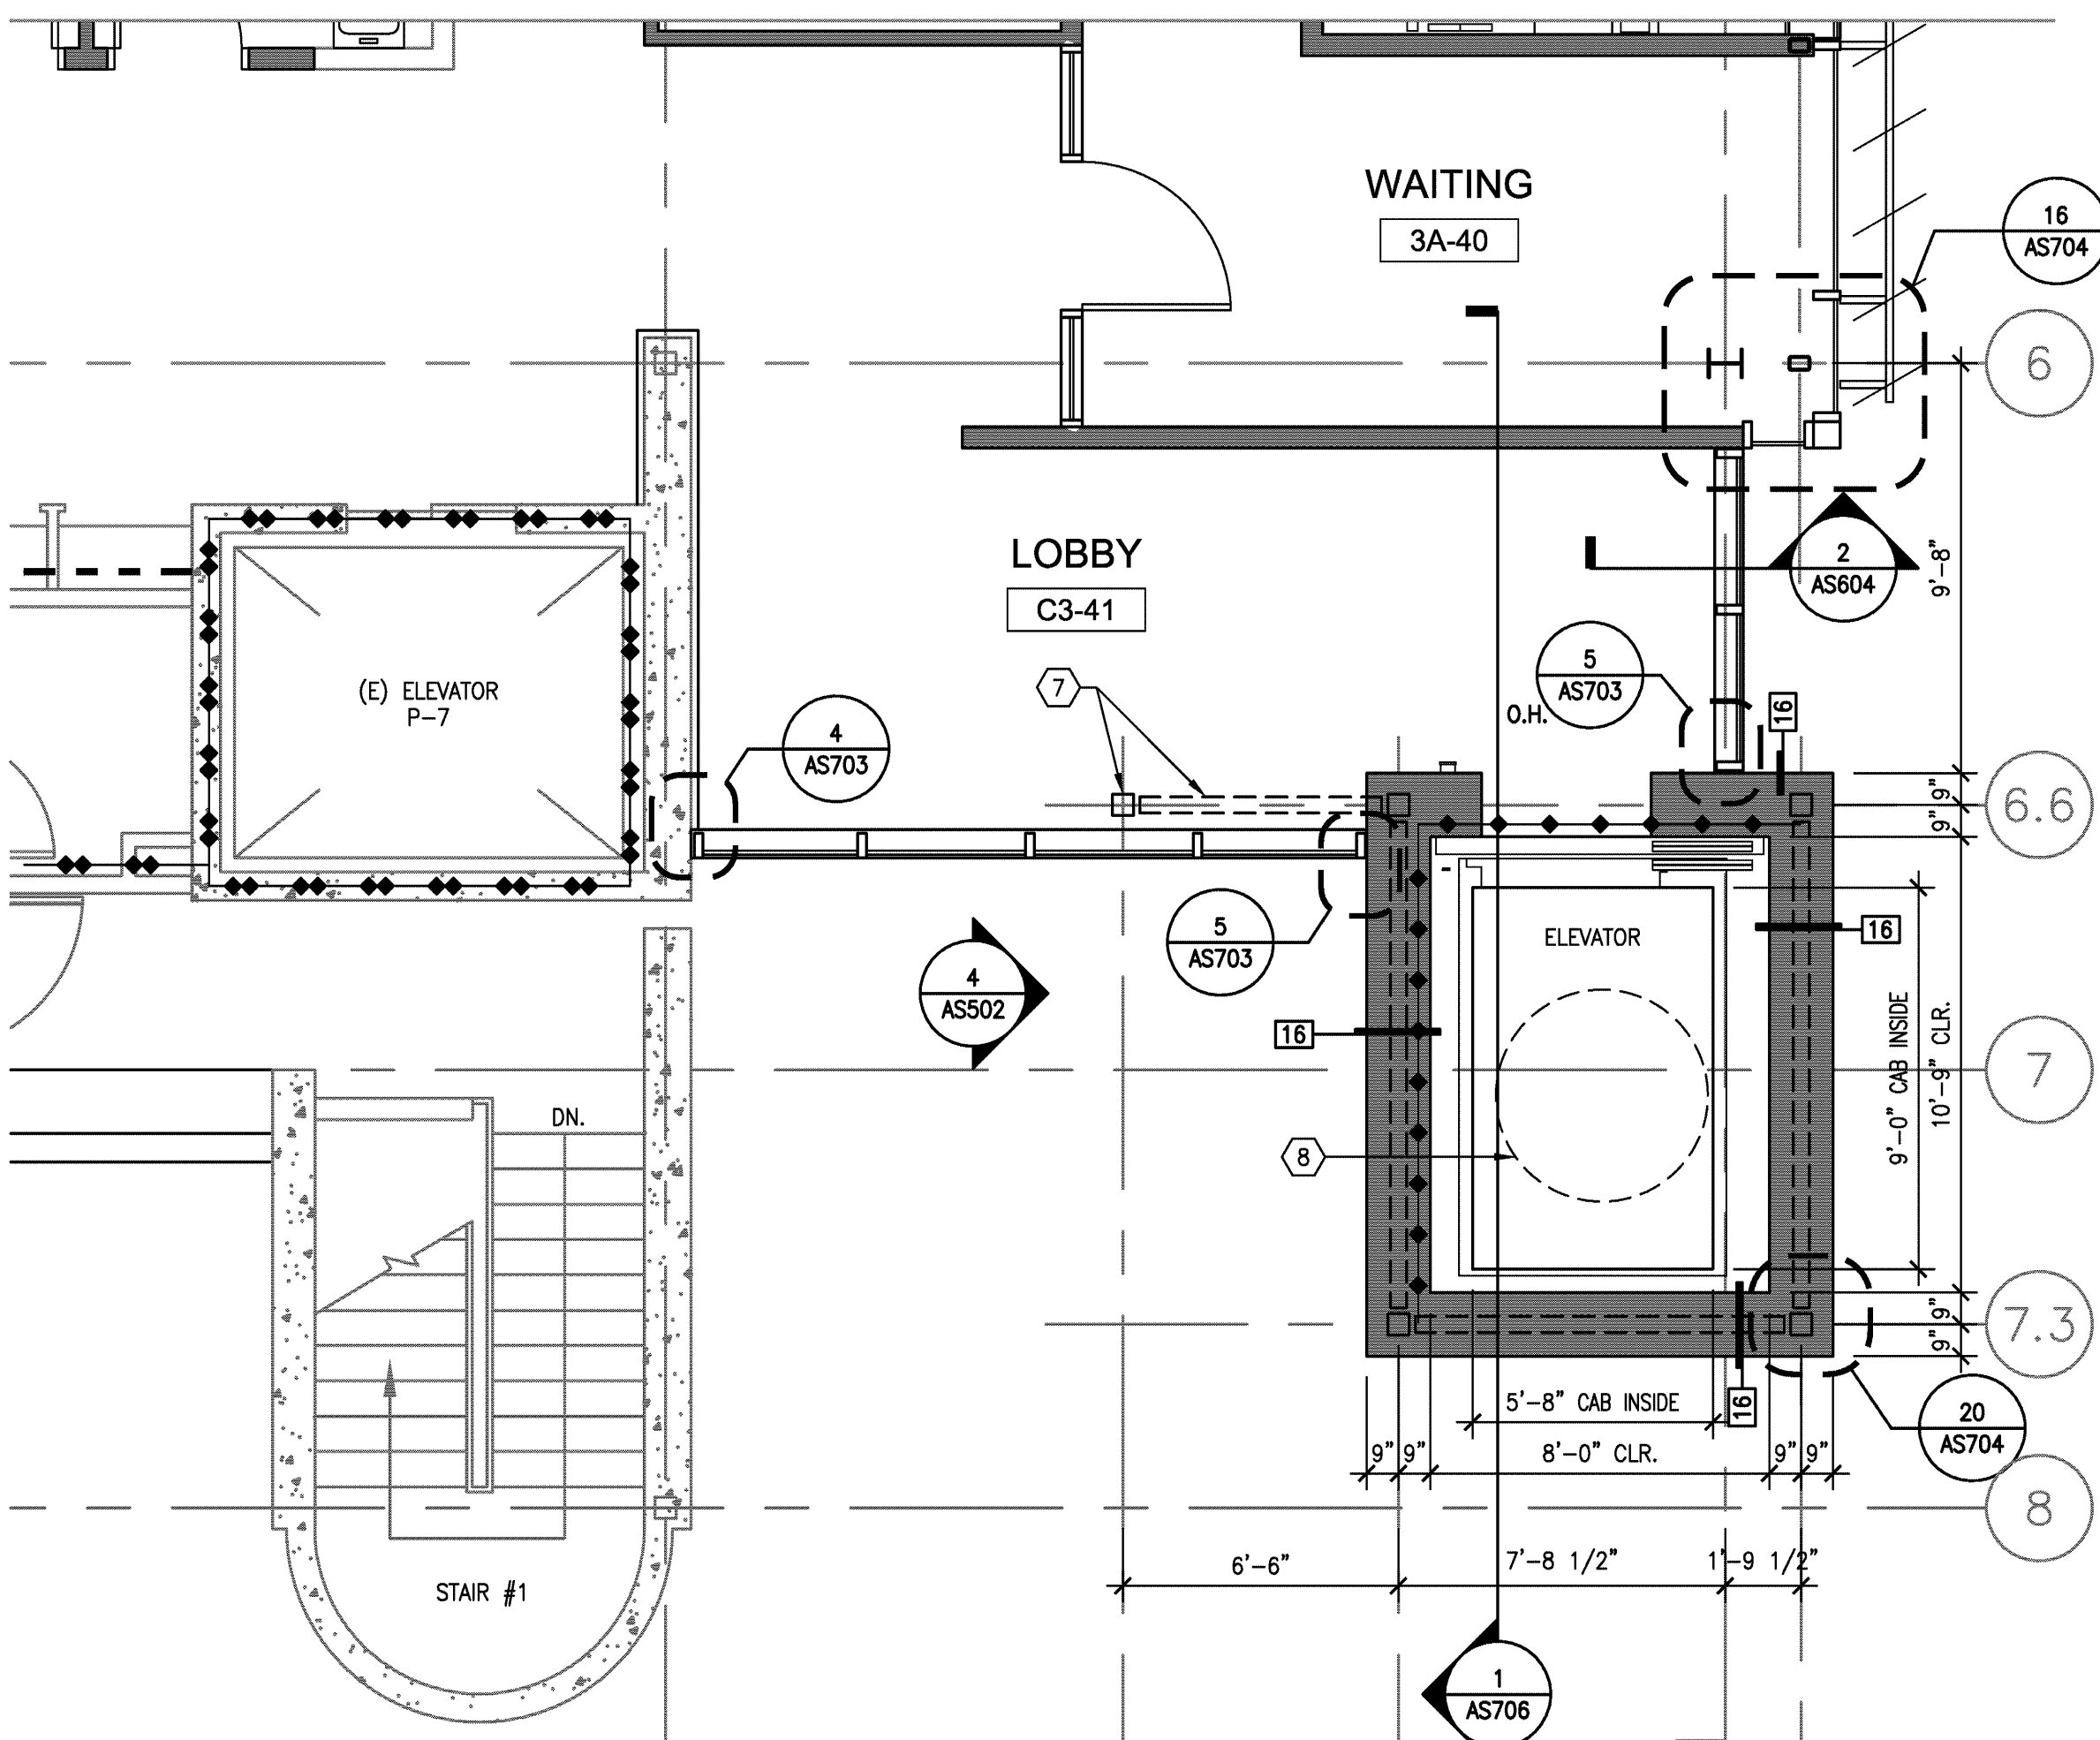 WAITING
3A-40
16
AS704
6
LOBBY
C3-41
2
AS604
9'-8"
(E) ELEVATOR
P-7
7
5
AS703
O.H.
16
4
AS703
9"
9"
6.6
5
AS703
ELEVATOR
16
4
AS502
16
9'-0" CAB INSIDE
10'-9" CLR.
7
DN.
8
9"
9"
7.3
5'-8" CAB INSIDE
16
20
AS704
9"
9"
8'-0" CLR.
9"
9"
8
6'-6"
7'-8 1/2"
1'-9 1/2"
STAIR #1
1
AS706